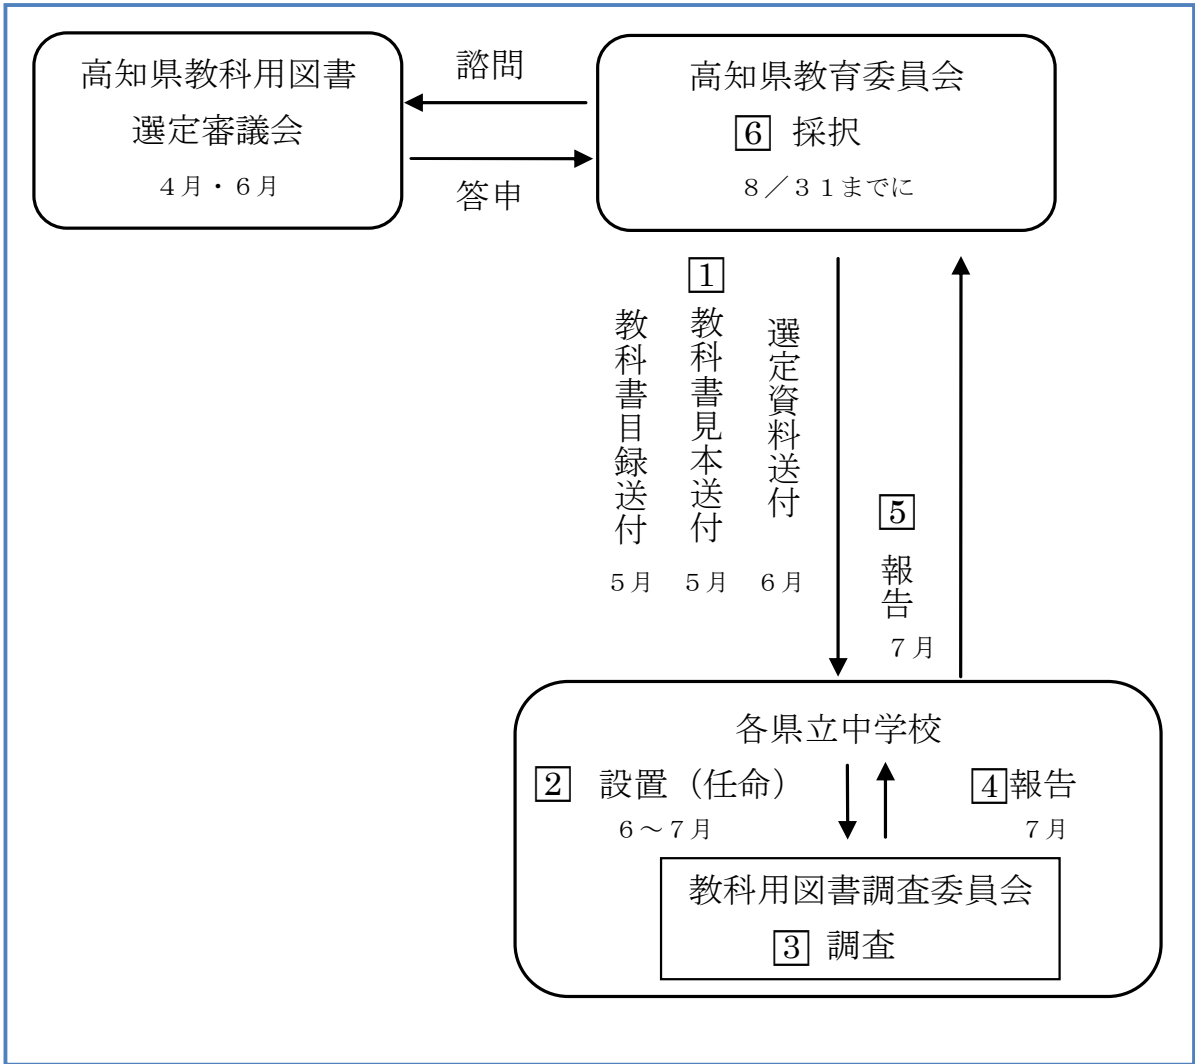 高知県教科用図書
選定審議会
４月・６月
諮問
答申
高知県教育委員会
6 採択
８／３１までに
1
教科書目録送付
５月
教科書見本送付
５月
選定資料送付
６月
5
報告
７月
各県立中学校
2 設置（任命）
６～７月
4報告
７月
教科用図書調査委員会
3 調査